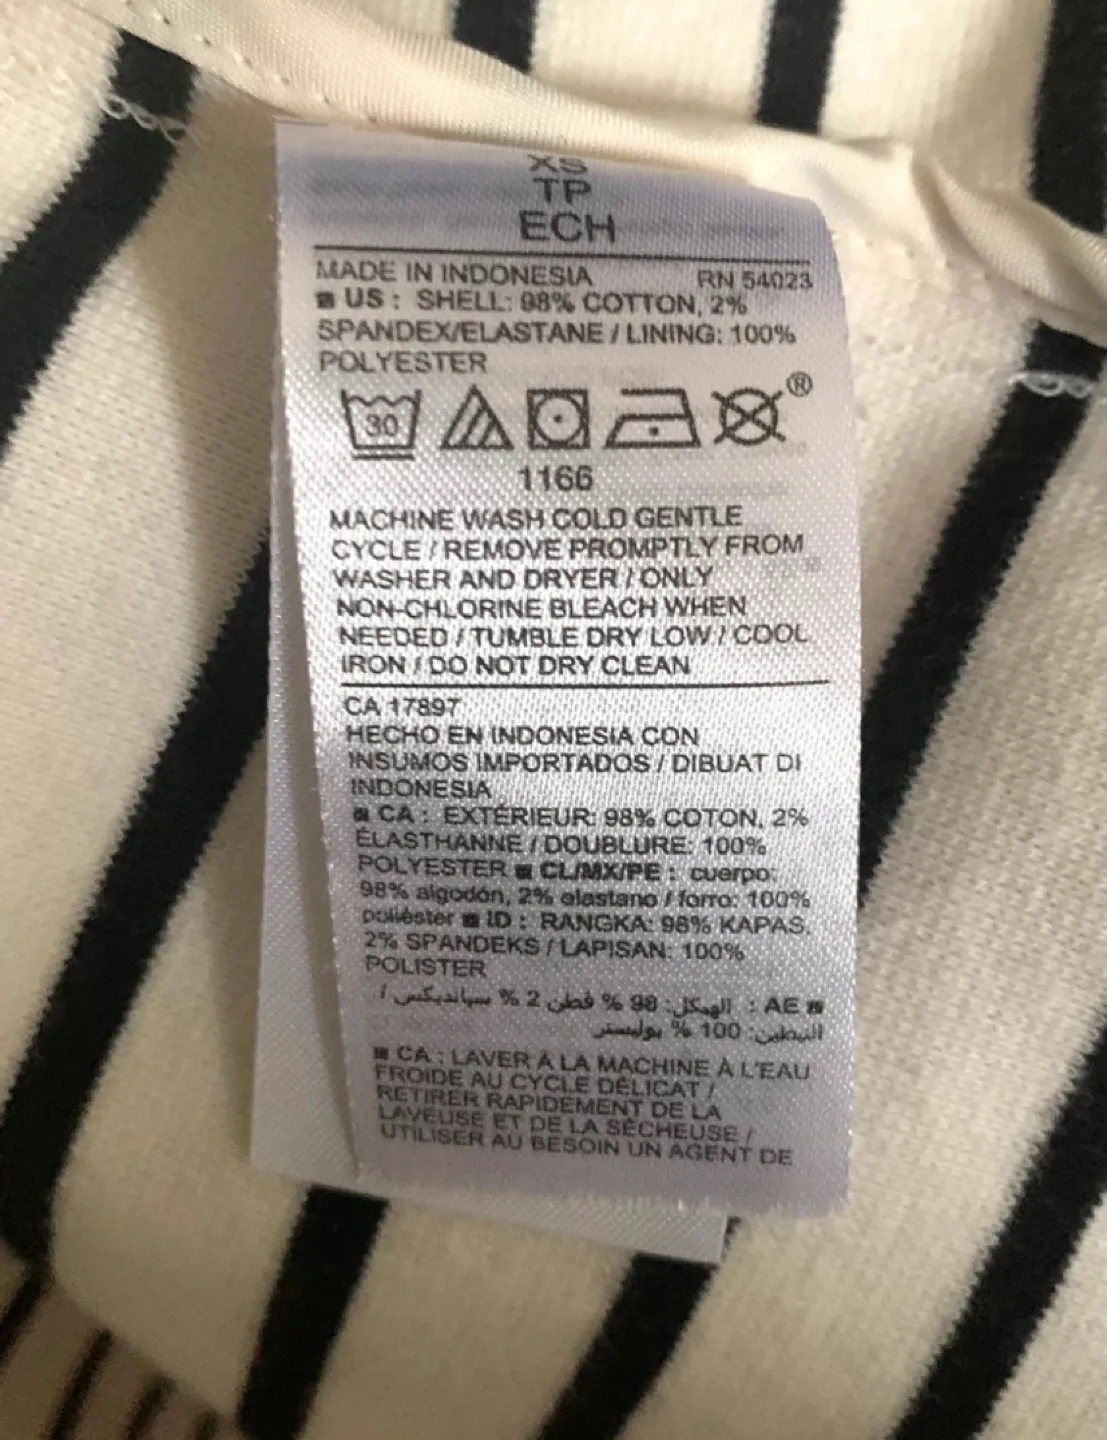 XS
TP
ECH
MADE IN INDONESIA RN 54023
US : SHELL: 98% COTTON, 2%
SPANDEX/ELASTANE / LINING: 100%
POLYESTER
30 ®
1166
MACHINE WASH COLD GENTLE
CYCLE / REMOVE PROMPTLY FROM
WASHER AND DRYER / ONLY
NON-CHLORINE BLEACH WHEN
NEEDED / TUMBLE DRY LOW / COOL
IRON / DO NOT DRY CLEAN
CA 17897
HECHO EN INDONESIA CON
INSUMOS IMPORTADOS / DIBUAT DI
INDONESIA
CA : EXTÉRIEUR: 98% COTON, 2%
ÉLASTHANNE / DOUBLURE: 100%
POLYESTER CL/MX/PE : cuerpo:
98% algodón, 2% elastano / forro: 100%
poliéster ID : RANGKA: 98% KAPAS,
2% SPANDEKS / LAPISAN: 100%
POLISTER
AE : الهيكل: 98 % قطن 2 % سباندیکس /
التبطين: 100 % بوليستر
CA : LAVER À LA MACHINE À L'EAU
FROIDE AU CYCLE DÉLICAT /
RETIRER RAPIDEMENT DE LA
LAVEUSE ET DE LA SÉCHEUSE /
UTILISER AU BESOIN UN AGENT DE